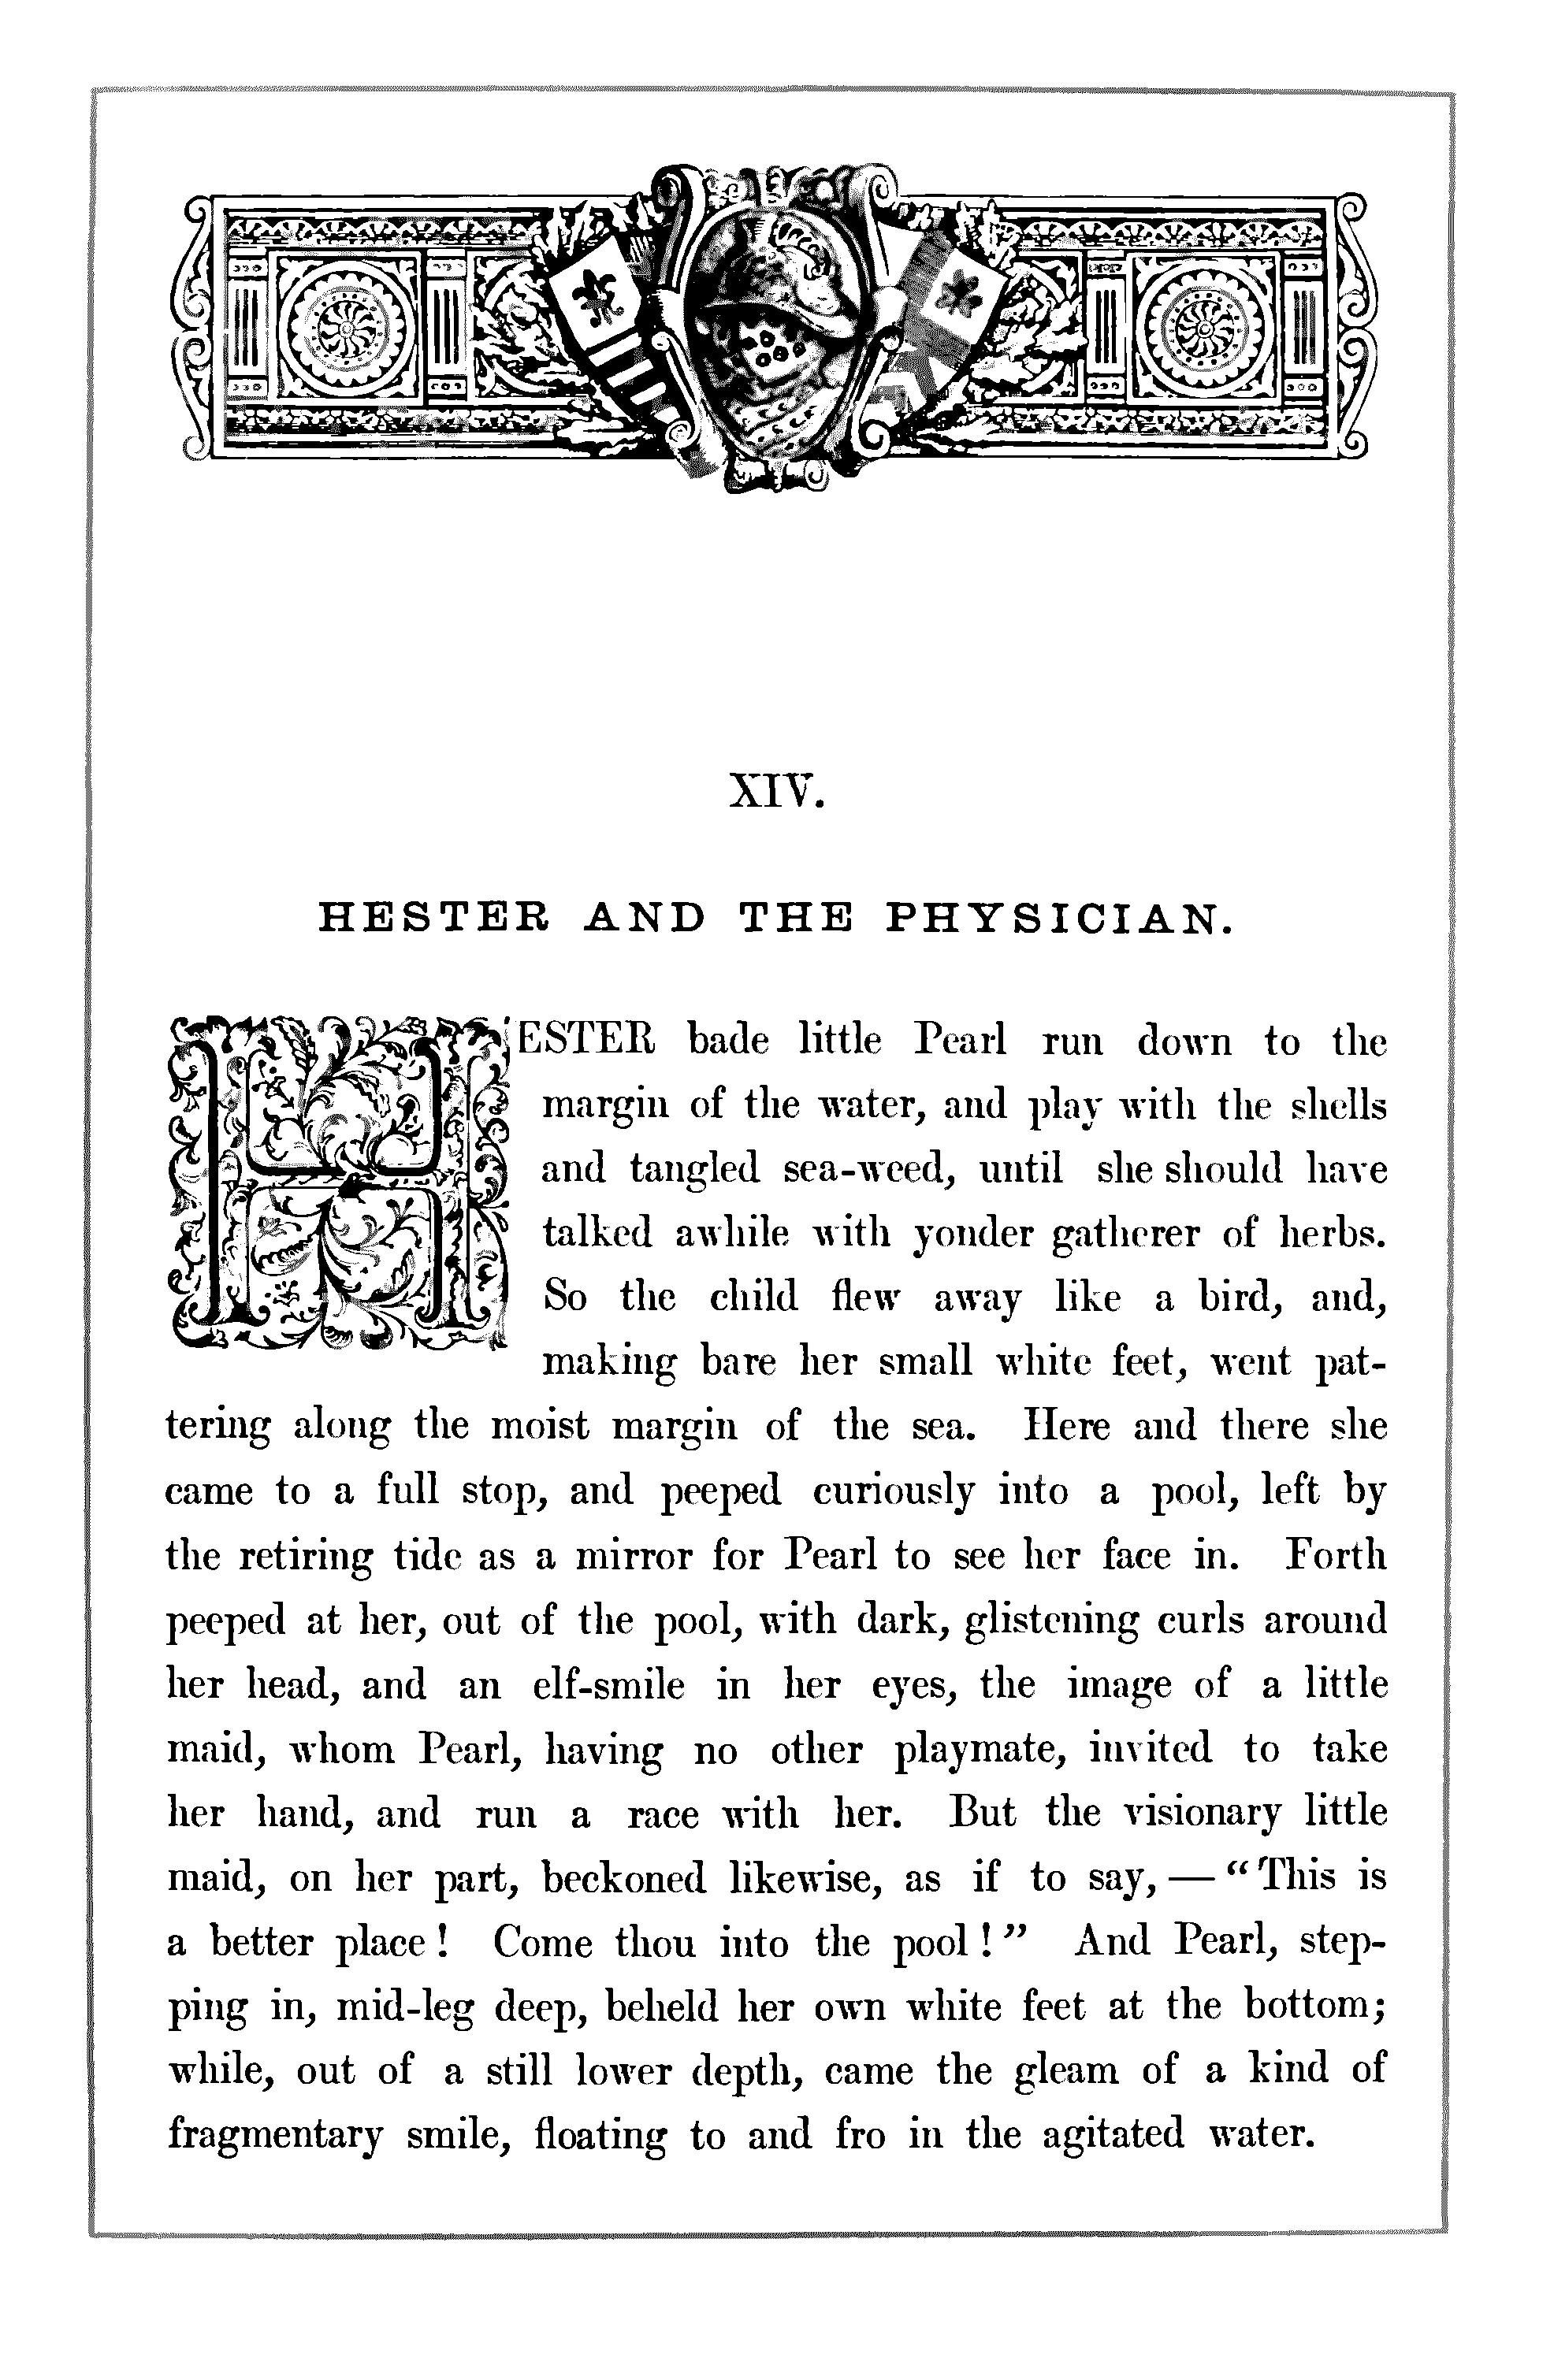 XIV.
HESTER AND THE PHYSICIAN.
HESTER bade little Pearl run down to the
margin of the water, and play with the shells
and tangled sea-weed, until she should have
talked awhile with yonder gatherer of herbs.
So the child flew away like a bird, and,
making bare her small white feet, went pat-
tering along the moist margin of the sea. Here and there she
came to a full stop, and peeped curiously into a pool, left by
the retiring tide as a mirror for Pearl to see her face in. Forth
peeped at her, out of the pool, with dark, glistening curls around
her head, and an elf-smile in her eyes, the image of a little
maid, whom Pearl, having no other playmate, invited to take
her hand, and run a race with her. But the visionary little
maid, on her part, beckoned likewise, as if to say, — “This is
a better place! Come thou into the pool!” And Pearl, step-
ping in, mid-leg deep, beheld her own white feet at the bottom;
while, out of a still lower depth, came the gleam of a kind of
fragmentary smile, floating to and fro in the agitated water.